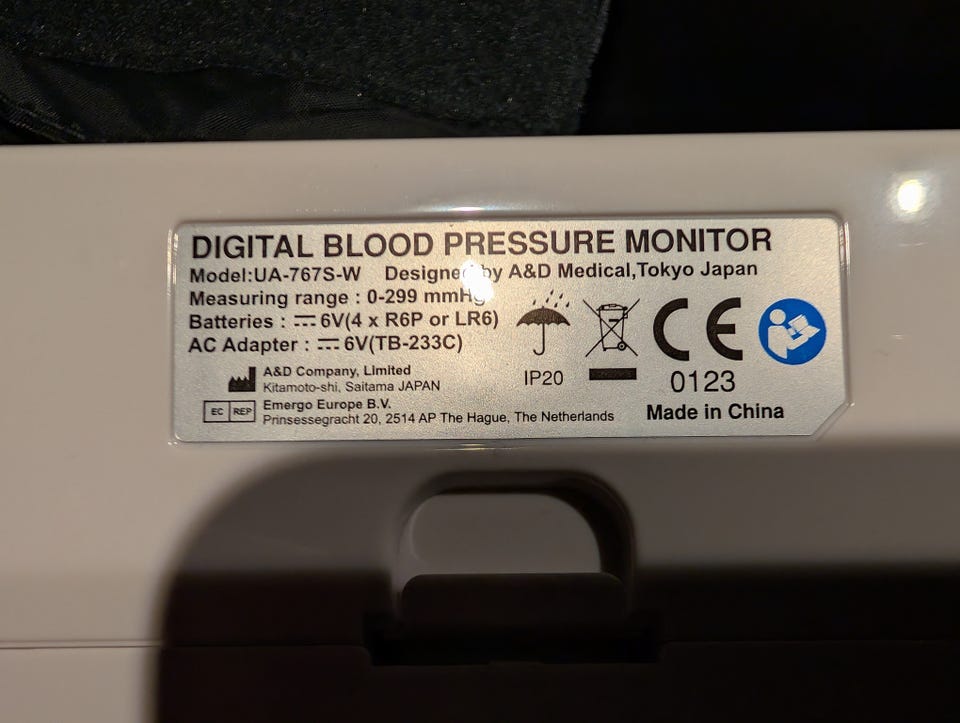 DIGITAL BLOOD PRESSURE MONITOR
Model:UA-767S-W Designed by A&D Medical,Tokyo Japan
Measuring range : 0-299 mmHg
Batteries : ⎓ 6V(4 x R6P or LR6)
AC Adapter : ⎓ 6V(TB-233C)
A&D Company, Limited
Kitamoto-shi, Saitama JAPAN
EC REP Emergo Europe B.V.
Prinsessegracht 20, 2514 AP The Hague, The Netherlands
IP20
CE
0123
Made in China